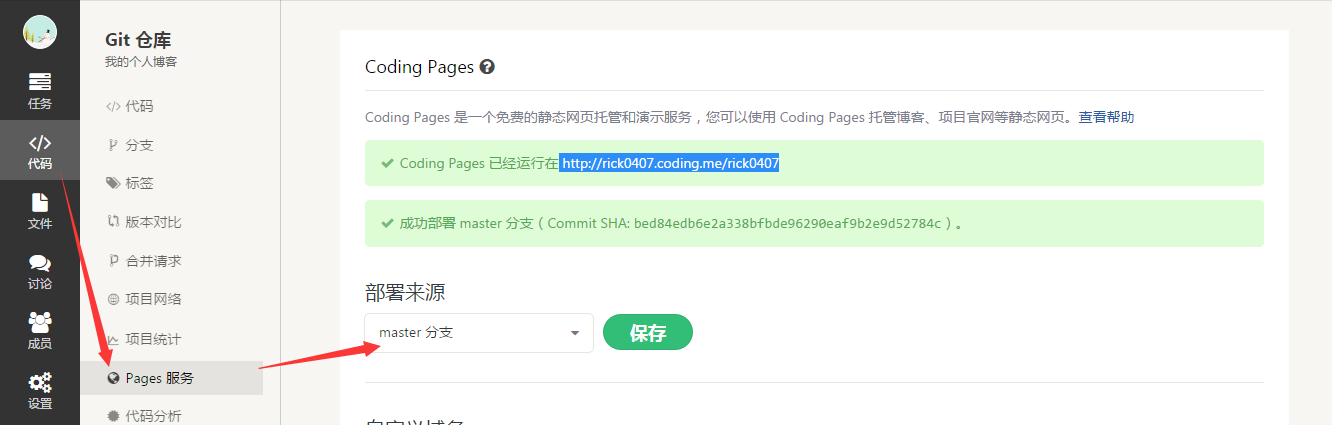 任务
代码
文件
讨论
成员
设置
Git 仓库
我的个人博客
代码
分支
标签
版本对比
合并请求
项目网络
项目统计
Pages 服务
代码分析
Coding Pages
Coding Pages 是一个免费的静态网页托管和演示服务，您可以使用 Coding Pages 托管博客、项目官网等静态网页。查看帮助
Coding Pages 已经运行在 http://rick0407.coding.me/rick0407
成功部署 master 分支（Commit SHA: bed84edb6e2a338bfbde96290eaf9b2e9d52784c）。
部署来源
master 分支
保存
自定义域名